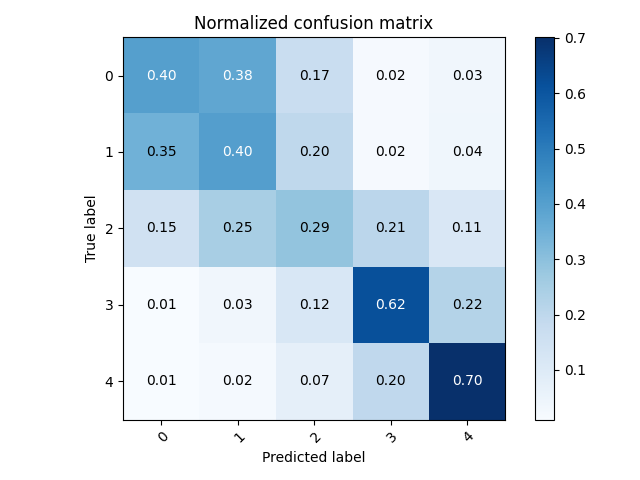 Normalized confusion matrix
0 0.40 0.38 0.17 0.02 0.03
1 0.35 0.40 0.20 0.02 0.04
2 0.15 0.25 0.29 0.21 0.11
3 0.01 0.03 0.12 0.62 0.22
4 0.01 0.02 0.07 0.20 0.70
0 1 2 3 4
True label
Predicted label
0.7
0.6
0.5
0.4
0.3
0.2
0.1